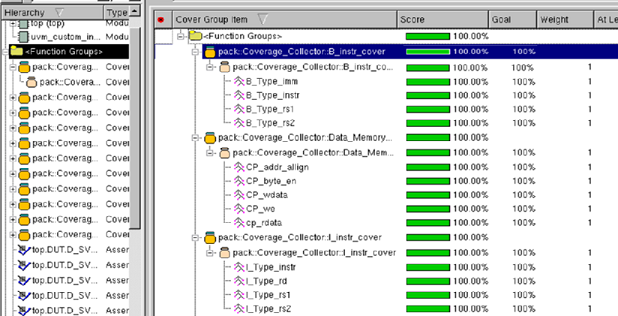 Hierarchy Type
top (top) Modu
uvm_custom_in... Modu
<Function Groups>
pack::Coverag... Cover
pack::Covera... Cover
pack::Coverag... Cover
pack::Coverag... Cover
pack::Coverag... Cover
pack::Coverag... Cover
pack::Coverag... Cover
pack::Coverag... Cover
pack::Coverag... Cover
pack::Coverag... Cover
pack::Coverag... Cover
top.DUT.D_SV... Asser
top.DUT.D_SV... Asser
top.DUT.D_SV... Asser
top.DUT.D_SV... Asser
top.DUT.D_SV... Asser
Cover Group Item Score Goal Weight At Le
<Function Groups> 100.00%
pack::Coverage_Collector::B_instr_cover 100.00% 100%
pack::Coverage_Collector::B_instr_co... 100.00% 100% 1
B_Type_imm 100.00% 100% 1
B_Type_instr 100.00% 100% 1
B_Type_rs1 100.00% 100% 1
B_Type_rs2 100.00% 100% 1
pack::Coverage_Collector::Data_Memory... 100.00% 100%
pack::Coverage_Collector::Data_Mem... 100.00% 100% 1
CP_addr_align 100.00% 100% 1
CP_byte_en 100.00% 100% 1
CP_wdata 100.00% 100% 1
CP_we 100.00% 100% 1
cp_rdata 100.00% 100% 1
pack::Coverage_Collector::I_instr_cover 100.00% 100%
pack::Coverage_Collector::I_instr_cover 100.00% 100% 1
I_Type_instr 100.00% 100% 1
I_Type_rd 100.00% 100% 1
I_Type_rs1 100.00% 100% 1
I_Type_rs2 100.00% 100% 1